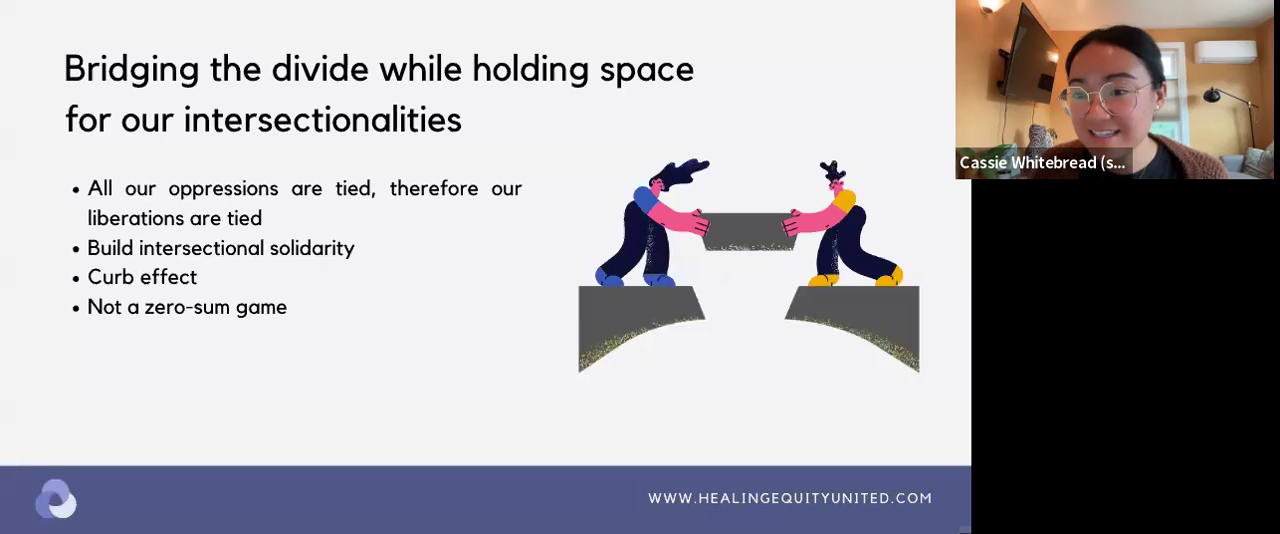 Bridging the divide while holding space
for our intersectionalities
• All our oppressions are tied, therefore our
liberations are tied
• Build intersectional solidarity
• Curb effect
• Not a zero-sum game
Cassie Whitebread (s...
WWW.HEALINGEQUITYUNITED.COM